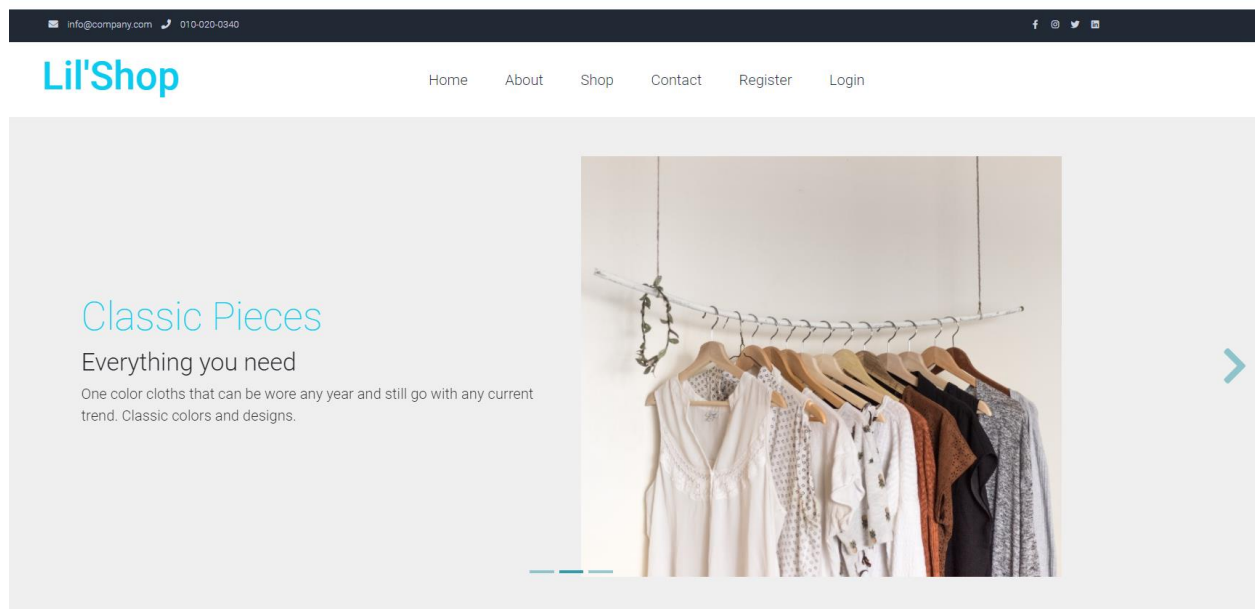 info@company.com 010-020-0340
Lil'Shop
Home About Shop Contact Register Login
Classic Pieces
Everything you need
One color cloths that can be wore any year and still go with any current
trend. Classic colors and designs.